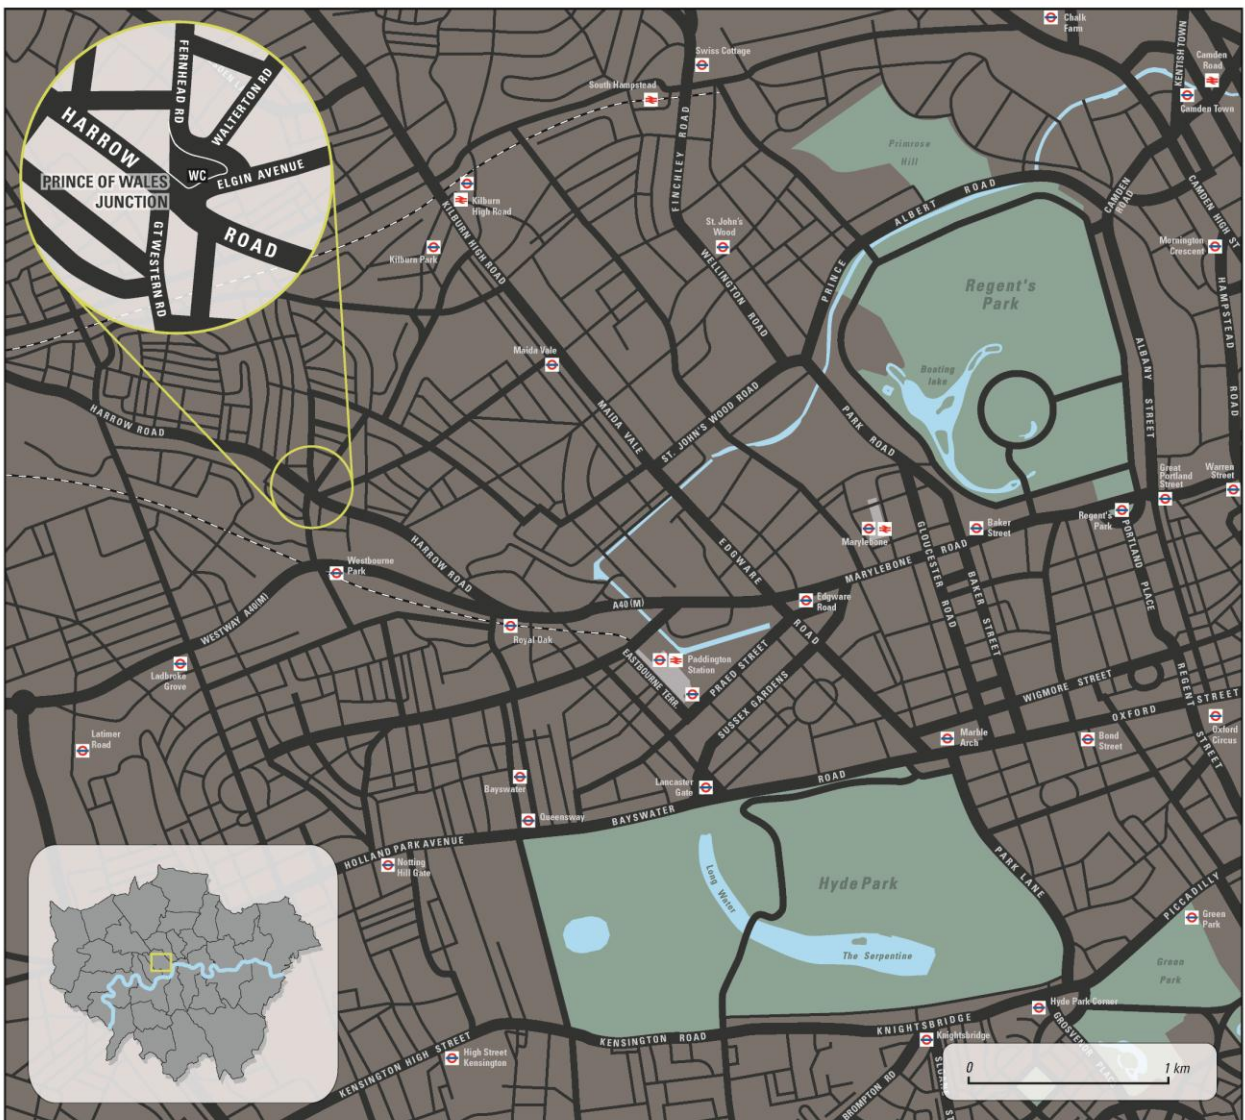 FERNHEAD RD
WALTERTON RD
HARROW
WC
ELGIN AVENUE
PRINCE OF WALES
JUNCTION
GT WESTERN RD
ROAD
Chalk
Farm
Swiss Cottage
KENTISH TOWN
Camden
Road
South Hampstead
Camden Town
FINCHLEY ROAD
Primrose
Hill
Kilburn
High Road
KILBURN HIGH ROAD
ALBERT ROAD
PRINCE
CAMDEN
ROAD
CAMDEN HIGH ST
St. John's
Wood
Kilburn Park
Mornington
Crescent
WELLINGTON ROAD
Regent's
Park
HAMPSTEAD ROAD
Maida Vale
Boating
lake
ALBANY STREET
HARROW ROAD
MAIDA VALE
ST. JOHN'S WOOD ROAD
PARK ROAD
Great
Portland
Street
Warren
Street
Regent's
Park
Baker
Street
Marylebone
GLOUCESTER ROAD
MARYLEBONE ROAD
PORTLAND PLACE
HARROW ROAD
EDGWARE ROAD
Westbourne
Park
BAKER STREET
A40 (M)
Edgware
Road
WESTWAY A40(M)
Royal Oak
Ladbroke
Grove
Paddington
Station
EASTBOURNE TERR.
PRAED STREET
SUSSEX GARDENS
WIGMORE STREET
REGENT STREET
OXFORD STREET
Oxford
Circus
Latimer
Road
Marble
Arch
Bond
Street
Bayswater
Lancaster
Gate
BAYSWATER ROAD
Queensway
HOLLAND PARK AVENUE
Notting
Hill Gate
PARK LANE
Hyde Park
Long
Water
PICCADILLY
Green
Park
The Serpentine
Green
Park
Hyde Park Corner
KNIGHTSBRIDGE
GROSVENOR PLACE
KENSINGTON ROAD
Knightsbridge
KENSINGTON HIGH STREET
High Street
Kensington
BROMPTON RD
0
1 km